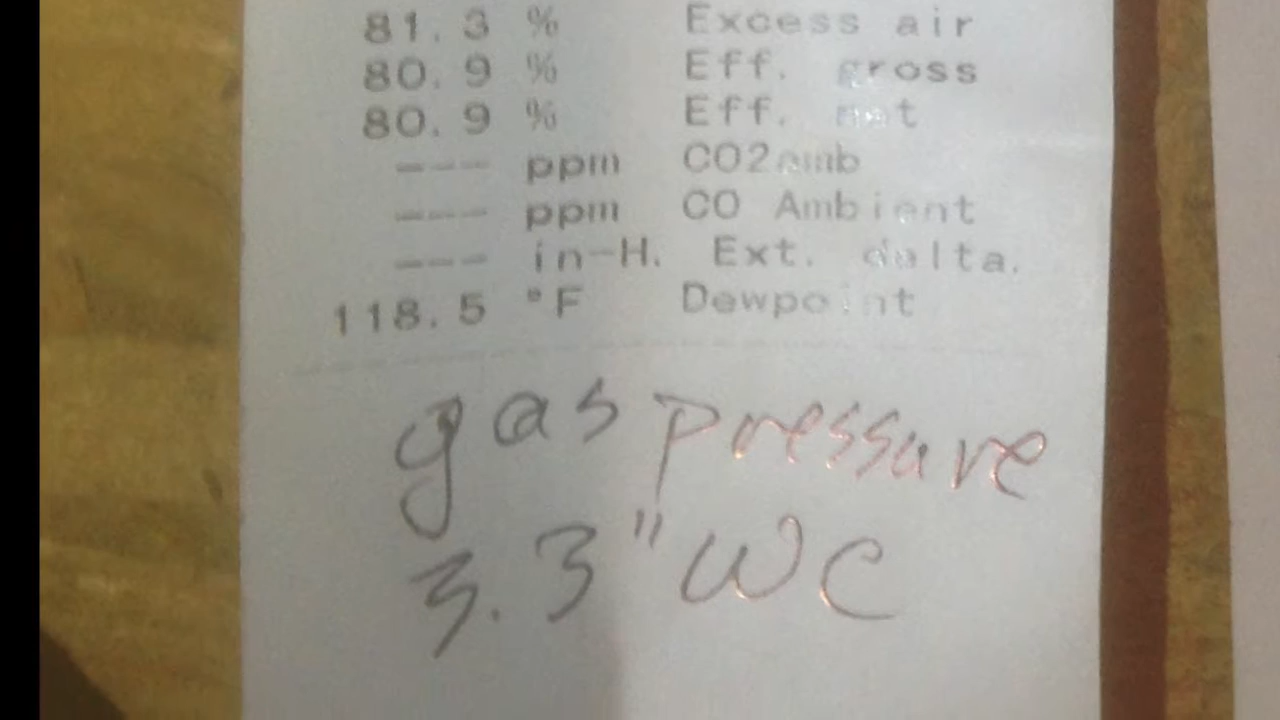 81.3 % Excess air
80.9 % Eff. gross
80.9 % Eff. net
--- ppm CO2amb
--- ppm CO Ambient
--- in-H. Ext. delta.
118.5 °F Dewpoint
gas pressure
3.3" WC